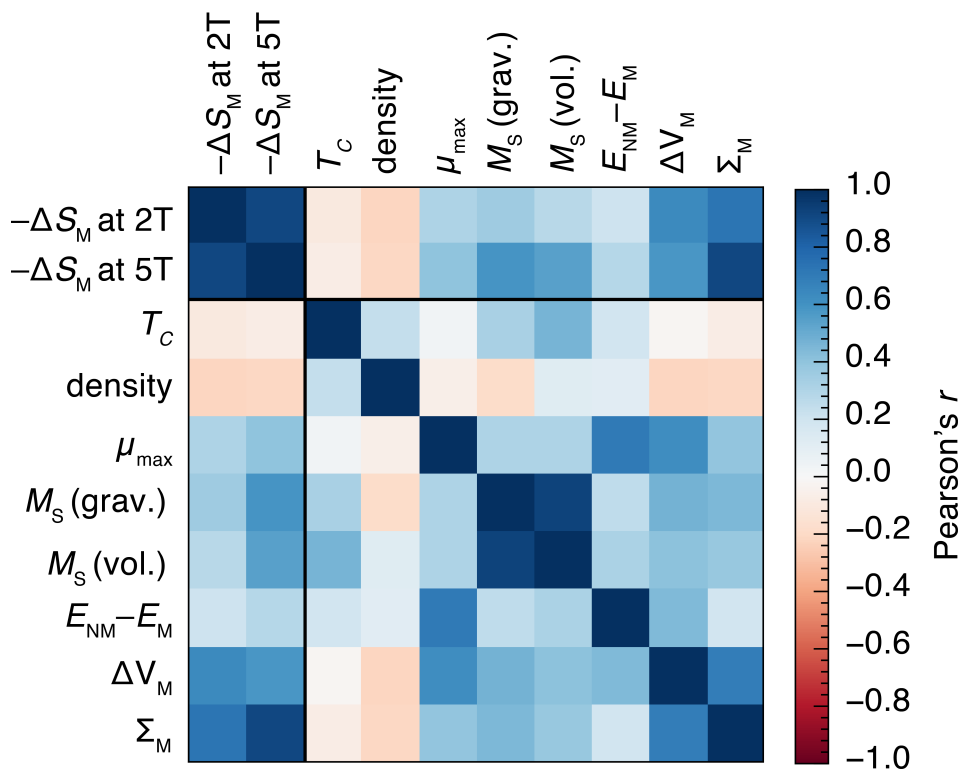 −ΔS_M at 2T
−ΔS_M at 5T
T_C
density
μ_max
M_S (grav.)
M_S (vol.)
E_NM−E_M
ΔV_M
Σ_M
−ΔS_M at 2T
−ΔS_M at 5T
T_C
density
μ_max
M_S (grav.)
M_S (vol.)
E_NM−E_M
ΔV_M
Σ_M
1.0
0.8
0.6
0.4
0.2
0.0
−0.2
−0.4
−0.6
−0.8
-1.0
Pearson's r